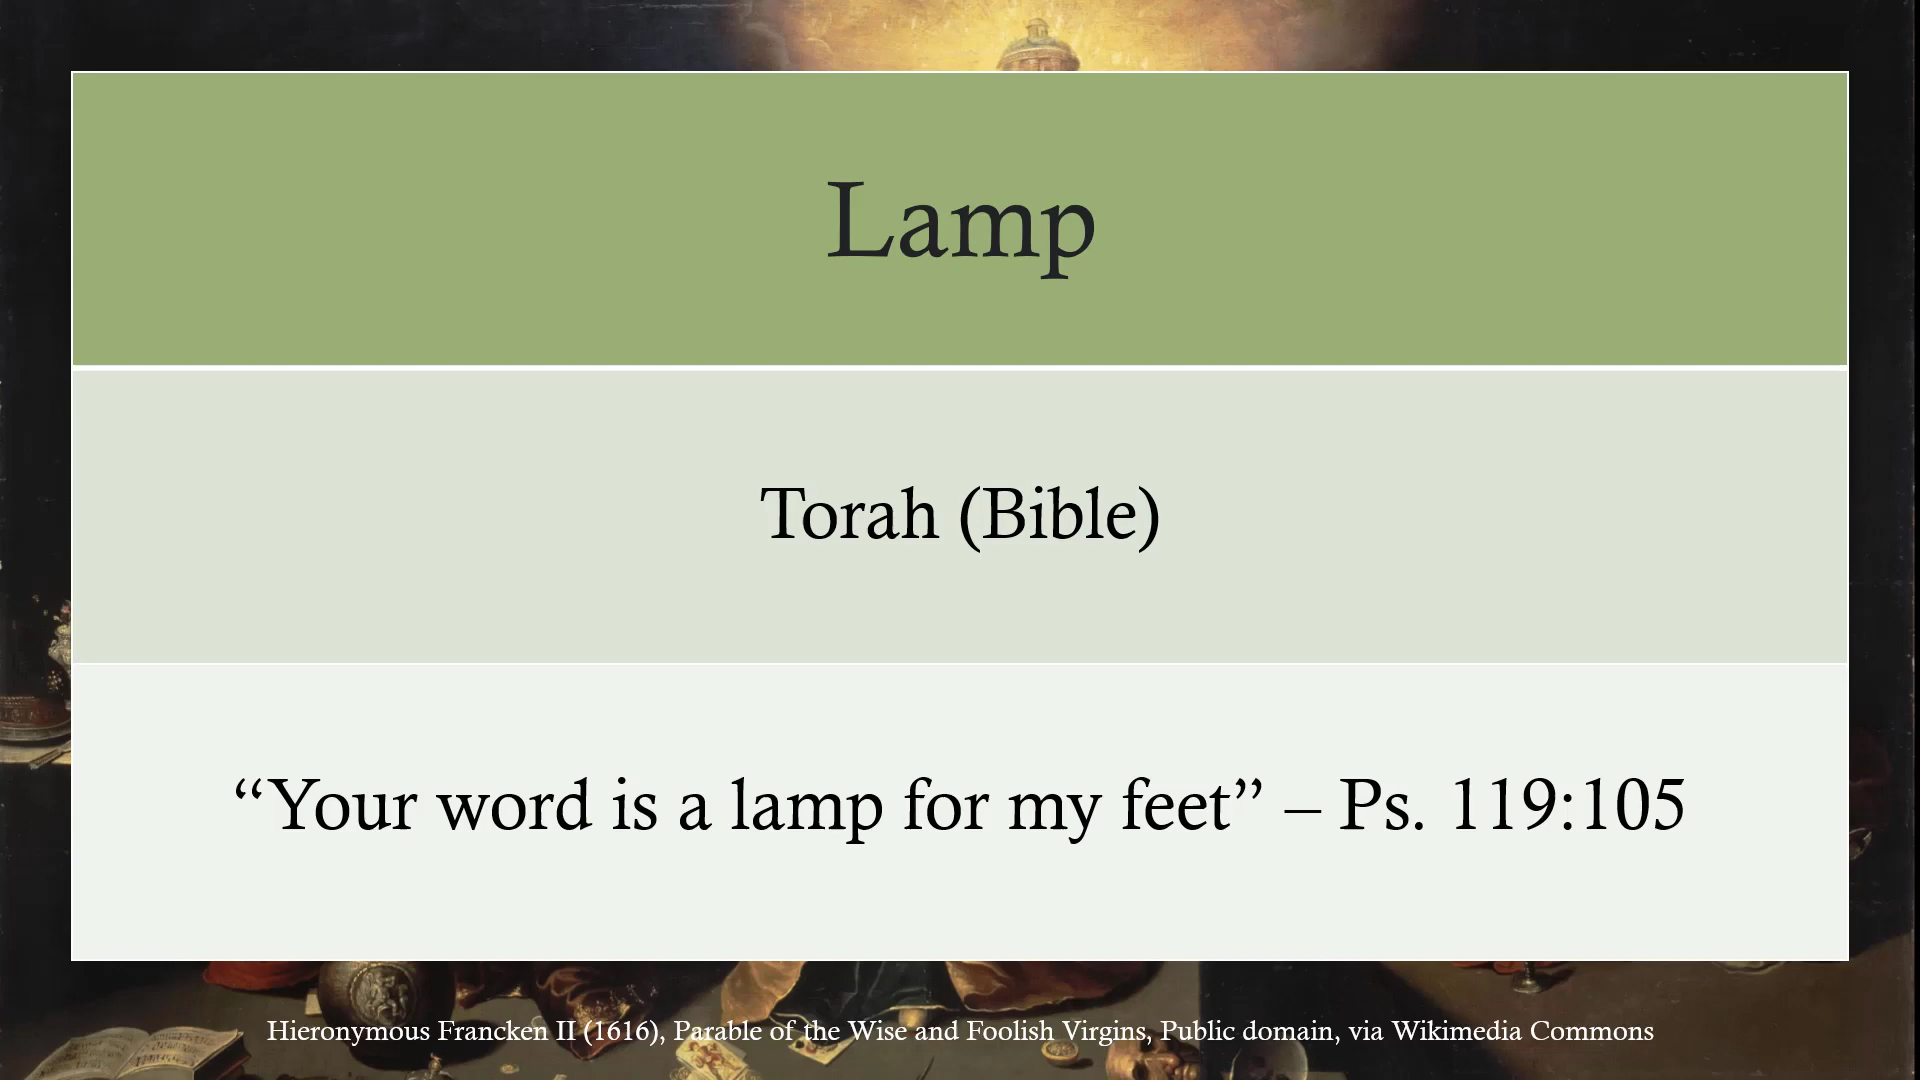 Lamp
Torah (Bible)
“Your word is a lamp for my feet” – Ps. 119:105
Hieronymous Francken II (1616), Parable of the Wise and Foolish Virgins, Public domain, via Wikimedia Commons